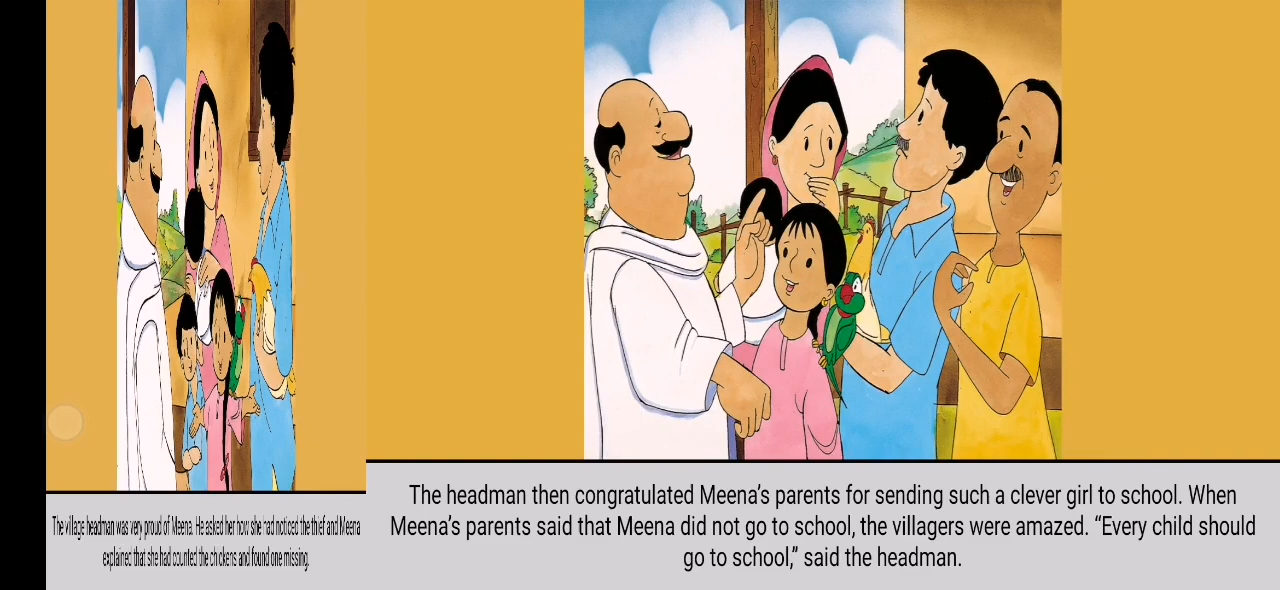 The village headman was very proud of Meena. He asked her how she had noticed the thief and Meena
explained that she had counted the chickens and found one missing.
The headman then congratulated Meena’s parents for sending such a clever girl to school. When
Meena’s parents said that Meena did not go to school, the villagers were amazed. “Every child should
go to school,” said the headman.